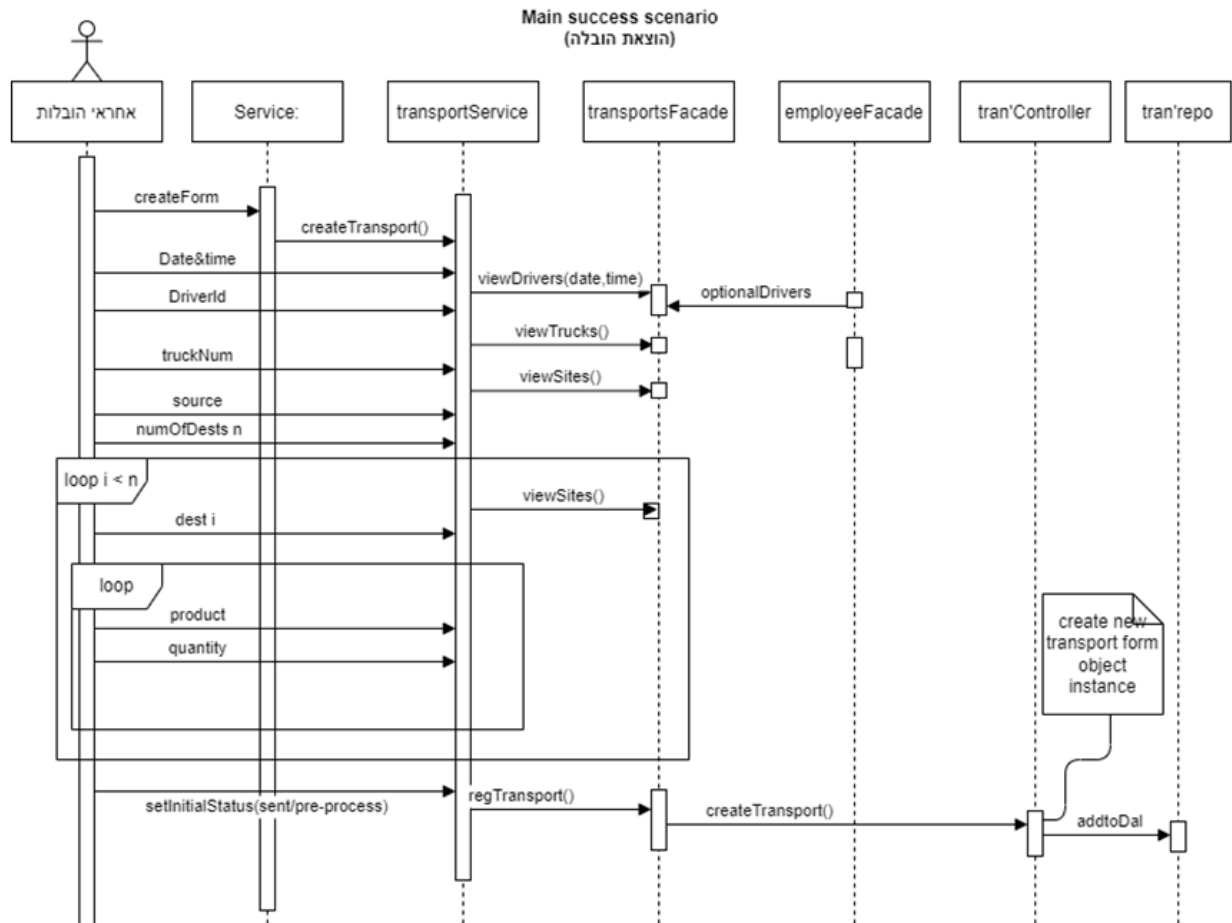 Main success scenario
(הוצאת הובלה)
אחראי הובלות
Service:
transportService
transportsFacade
employeeFacade
tran'Controller
tran'repo
createForm
createTransport()
Date&time
viewDrivers(date,time)
optionalDrivers
DriverId
viewTrucks()
truckNum
viewSites()
source
numOfDests n
loop i < n
viewSites()
dest i
loop
product
quantity
create new
transport form
object
instance
setInitialStatus(sent/pre-process)
regTransport()
createTransport()
addtoDal